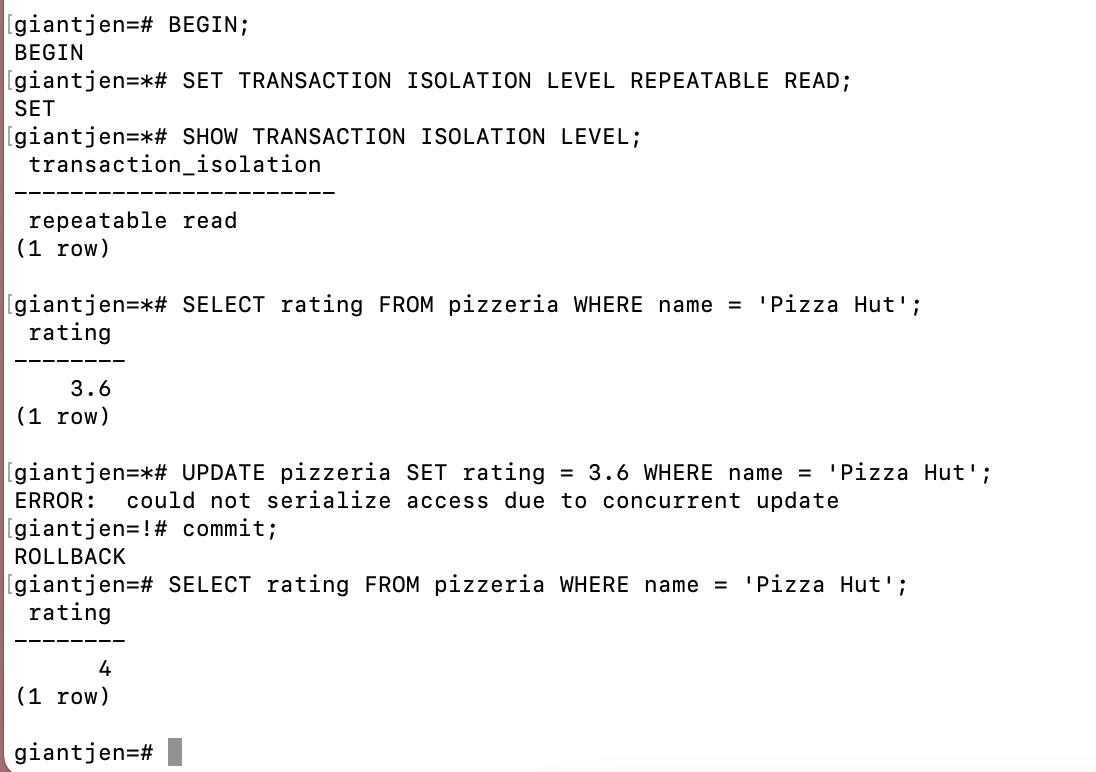 [giantjen=# BEGIN;
BEGIN
[giantjen=*# SET TRANSACTION ISOLATION LEVEL REPEATABLE READ;
SET
[giantjen=*# SHOW TRANSACTION ISOLATION LEVEL;
 transaction_isolation
-----------------------
 repeatable read
(1 row)

[giantjen=*# SELECT rating FROM pizzeria WHERE name = 'Pizza Hut';
 rating
--------
    3.6
(1 row)

[giantjen=*# UPDATE pizzeria SET rating = 3.6 WHERE name = 'Pizza Hut';
ERROR:  could not serialize access due to concurrent update
[giantjen=!# commit;
ROLLBACK
[giantjen=# SELECT rating FROM pizzeria WHERE name = 'Pizza Hut';
 rating
--------
      4
(1 row)

giantjen=#